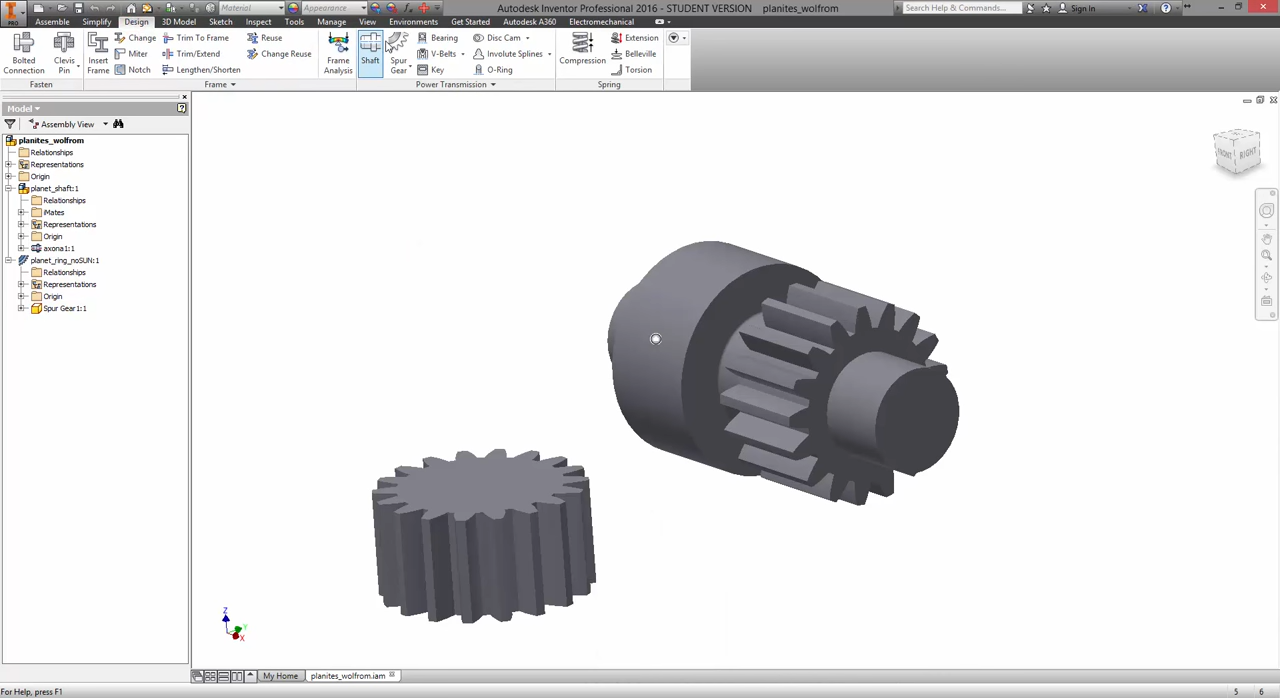 Material
Appearance
Autodesk Inventor Professional 2016 - STUDENT VERSION planites_wolfrom
Search Help & Commands...
Sign In
PRO
Assemble Simplify Design 3D Model Sketch Inspect Tools Manage View Environments Get Started Autodesk A360 Electromechanical
Bolted Connection
Clevis Pin
Insert Frame
Change
Miter
Notch
Trim To Frame
Trim/Extend
Lengthen/Shorten
Reuse
Change Reuse
Frame Analysis
Shaft
Spur Gear
Bearing
V-Belts
Key
Disc Cam
Involute Splines
O-Ring
Compression
Extension
Belleville
Torsion
Fasten Frame Power Transmission Spring
Model
Assembly View
planites_wolfrom
Relationships
Representations
Origin
planet_shaft:1
Relationships
iMates
Representations
Origin
axona1:1
planet_ring_noSUN:1
Relationships
Representations
Origin
Spur Gear1:1
FRONT RIGHT
Z
Y
X
My Home planites_wolfrom.iam
For Help, press F1
5 6